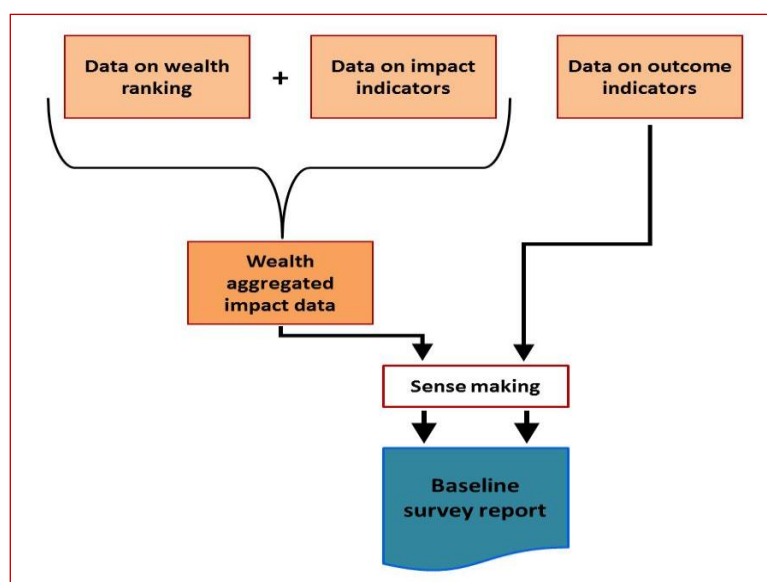 Data on wealth
ranking
+
Data on impact
indicators
Data on outcome
indicators
Wealth
aggregated
impact data
Sense making
Baseline
survey report